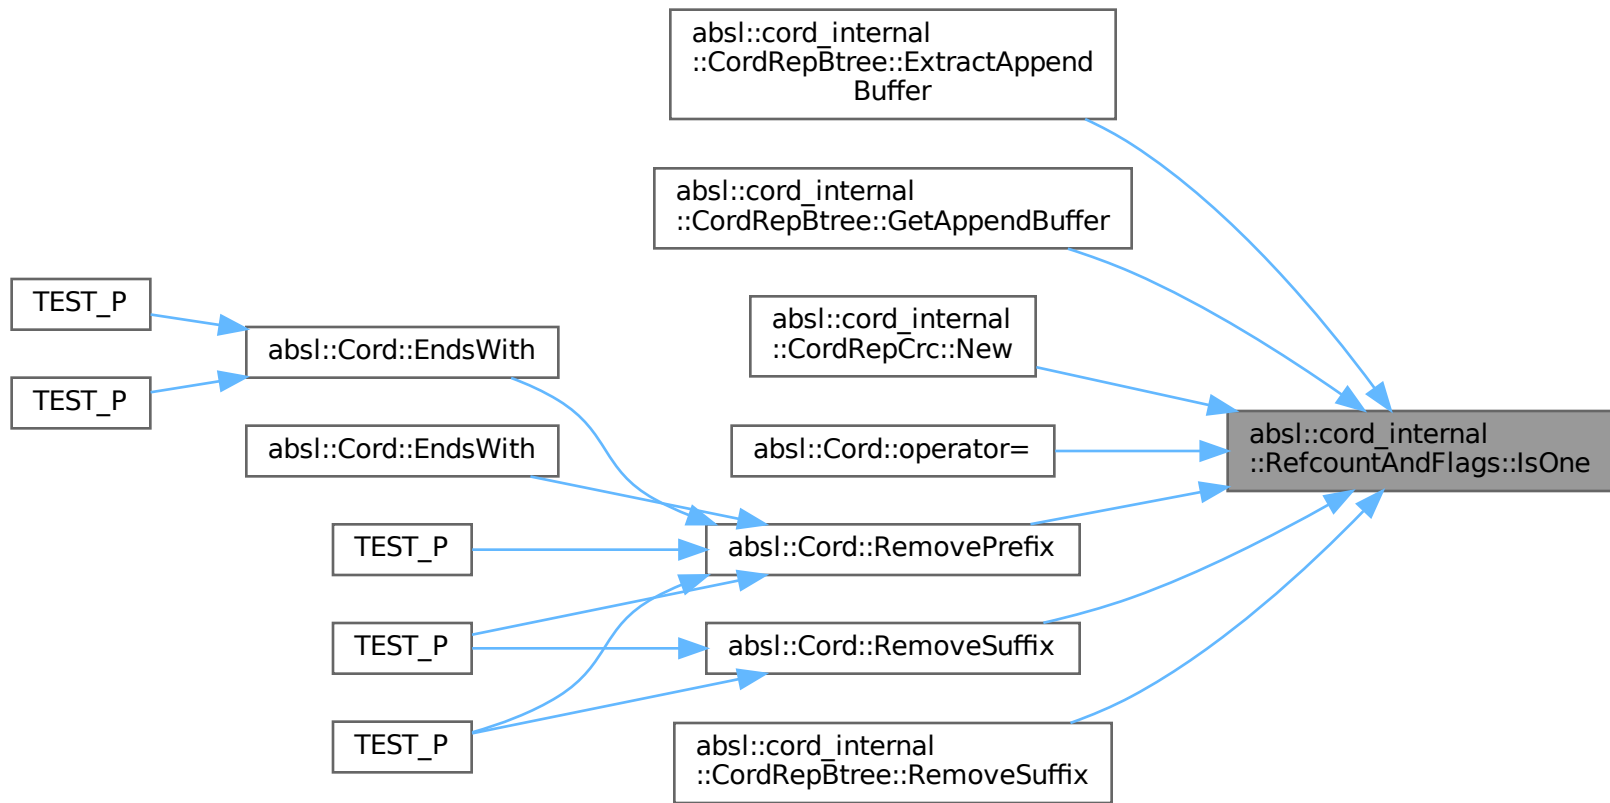 absl::cord_internal
::CordRepBtree::ExtractAppend
Buffer
absl::cord_internal
::CordRepBtree::GetAppendBuffer
TEST_P
absl::cord_internal
::CordRepCrc::New
absl::Cord::EndsWith
TEST_P
absl::Cord::EndsWith
absl::Cord::operator=
absl::cord_internal
::RefcountAndFlags::IsOne
TEST_P
absl::Cord::RemovePrefix
TEST_P
absl::Cord::RemoveSuffix
TEST_P
absl::cord_internal
::CordRepBtree::RemoveSuffix